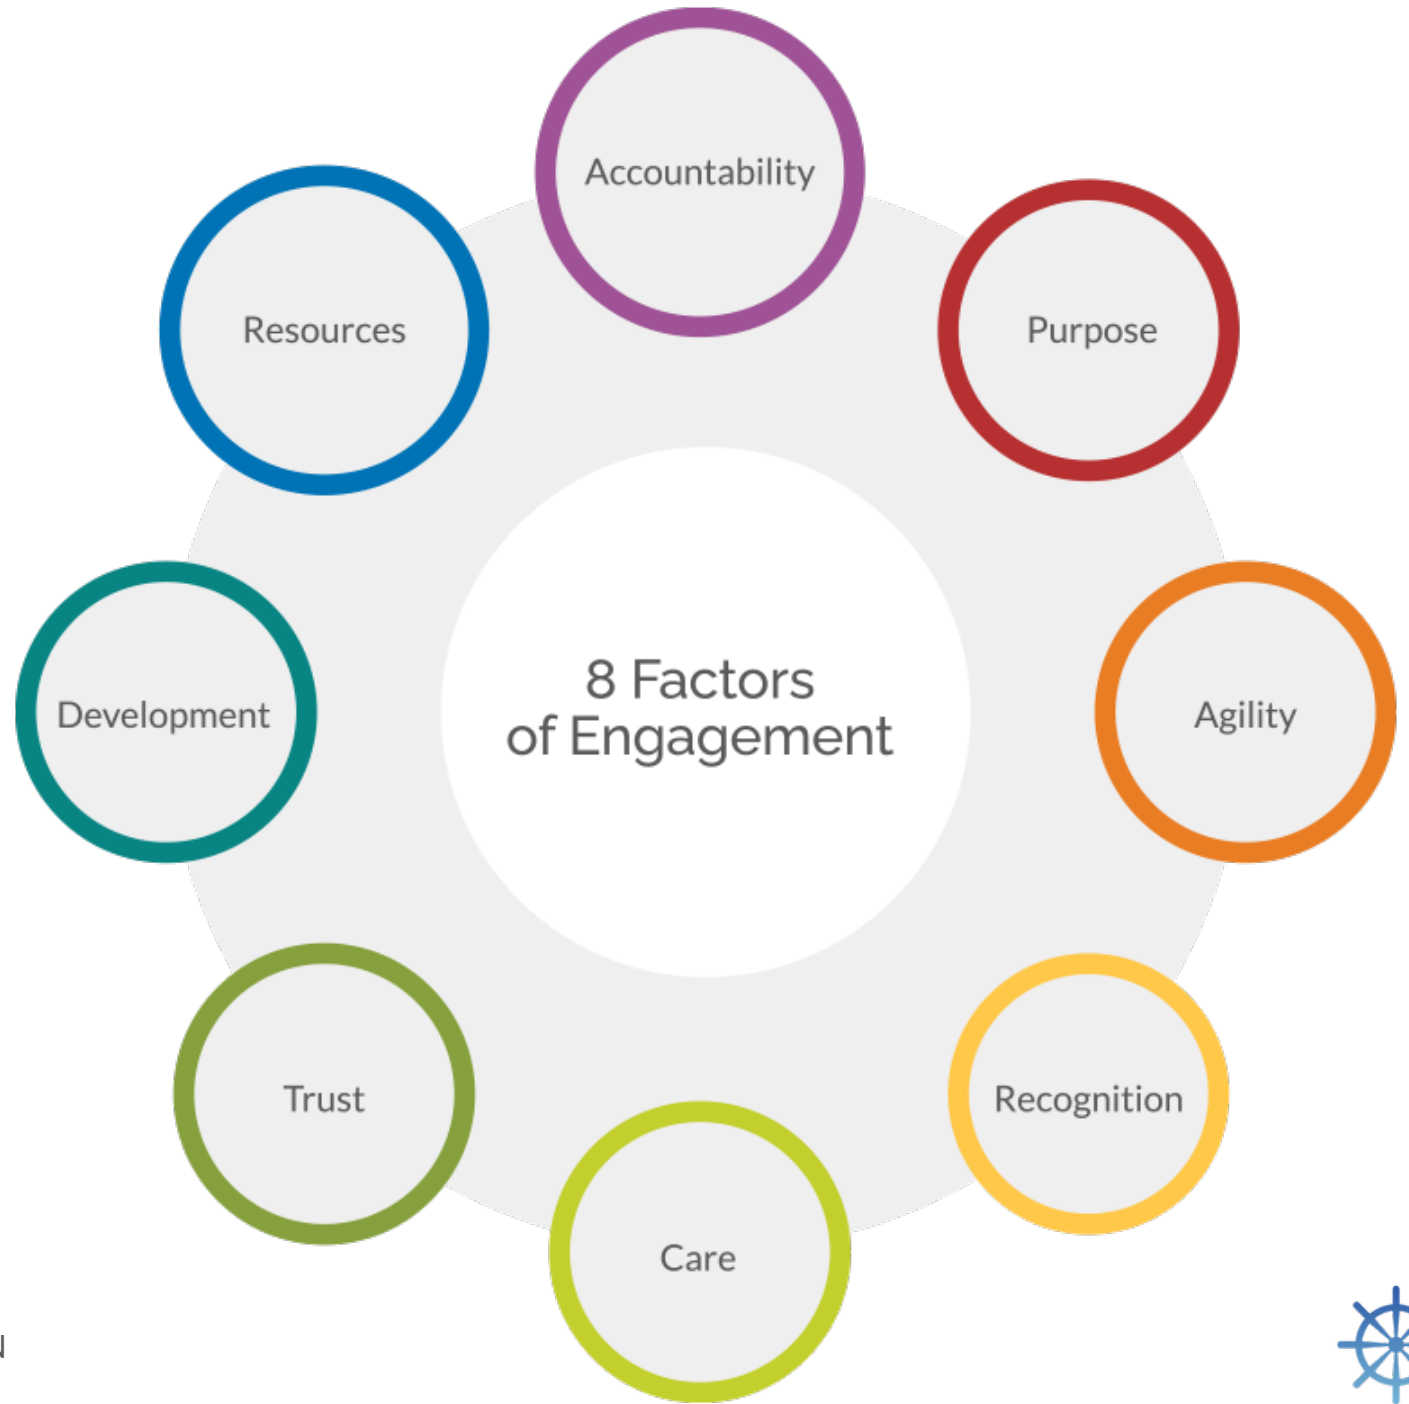 Accountability
Resources
Purpose
8 Factors
of Engagement
Development
Agility
Trust
Recognition
Care